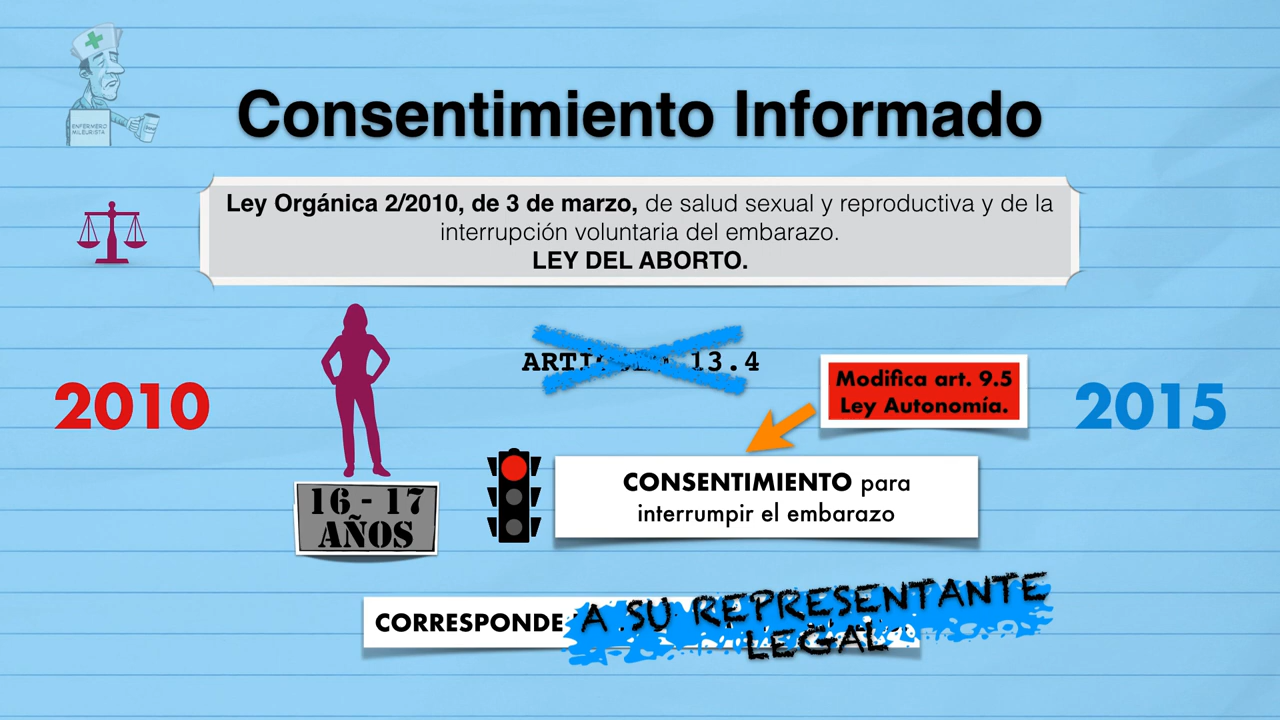 ENFERMERO
MILEURISTA
Consentimiento Informado
Ley Orgánica 2/2010, de 3 de marzo, de salud sexual y reproductiva y de la
interrupción voluntaria del embarazo.
LEY DEL ABORTO.
2010
13.4
Modifica art. 9.5
Ley Autonomía.
2015
CONSENTIMIENTO para
interrumpir el embarazo
16 - 17
AÑOS
CORRESPONDE A SU REPRESENTANTE
LEGAL